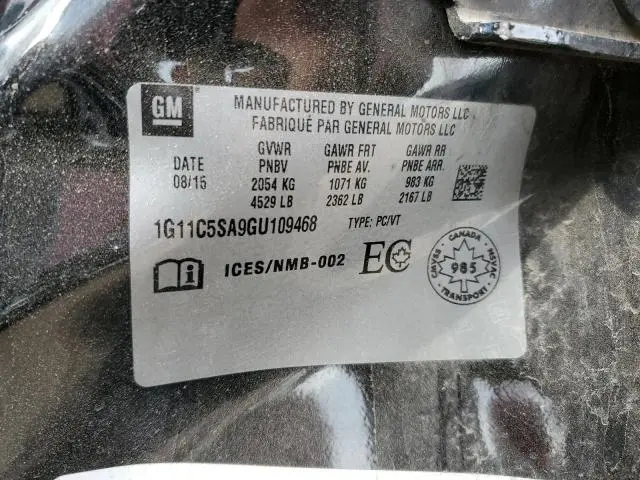 GM
MANUFACTURED BY GENERAL MOTORS LLC
FABRIQUÉ PAR GENERAL MOTORS LLC
GVWR GAWR FRT GAWR RR
DATE PNBV PNBE AV. PNBE ARR.
08/15 2054 KG 1071 KG 983 KG
4529 LB 2362 LB 2167 LB
1G11C5SA9GU109468 TYPE: PC/VT
ICES/NMB-002 EC
CANADA
CMVSS 985 NSVAC
TRANSPORT